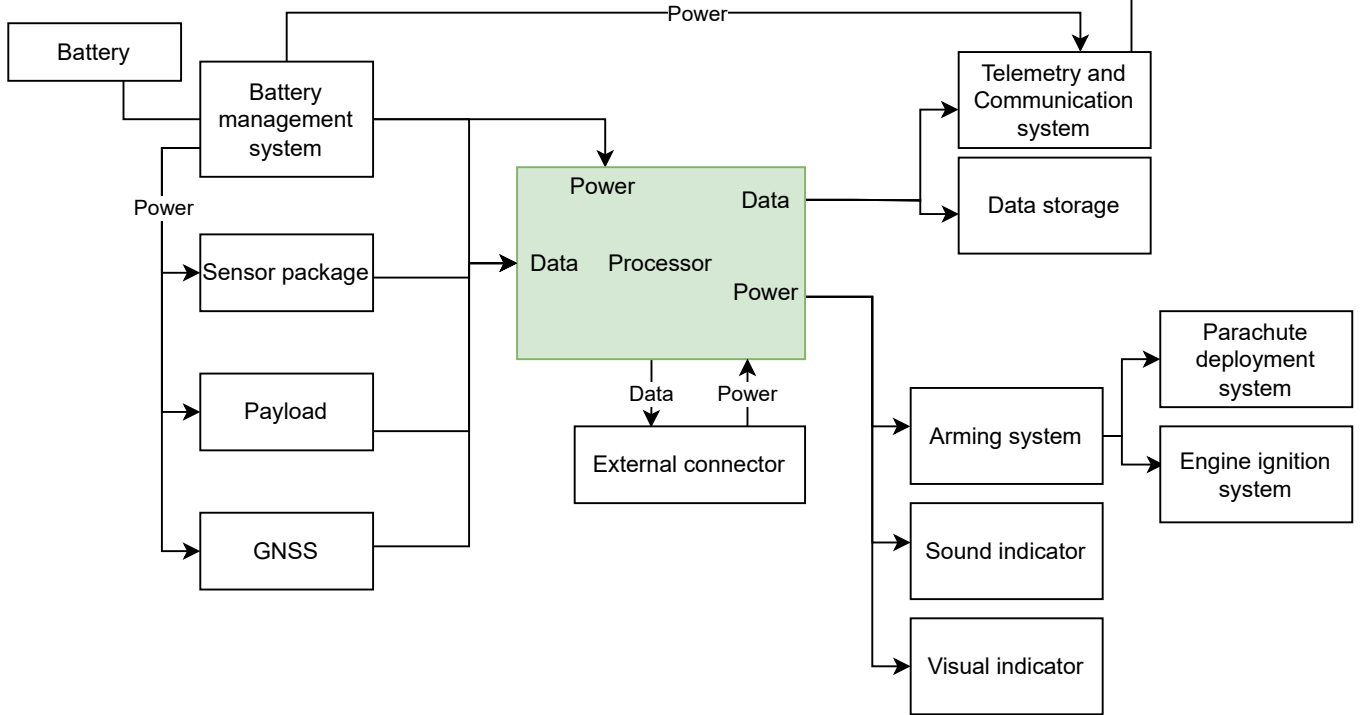 Power
Battery
Battery
management
system
Telemetry and
Communication
system
Power
Data
Data storage
Power
Sensor package
Data
Processor
Power
Parachute
deployment
system
Payload
Data
Power
Arming system
External connector
Engine ignition
system
GNSS
Sound indicator
Visual indicator